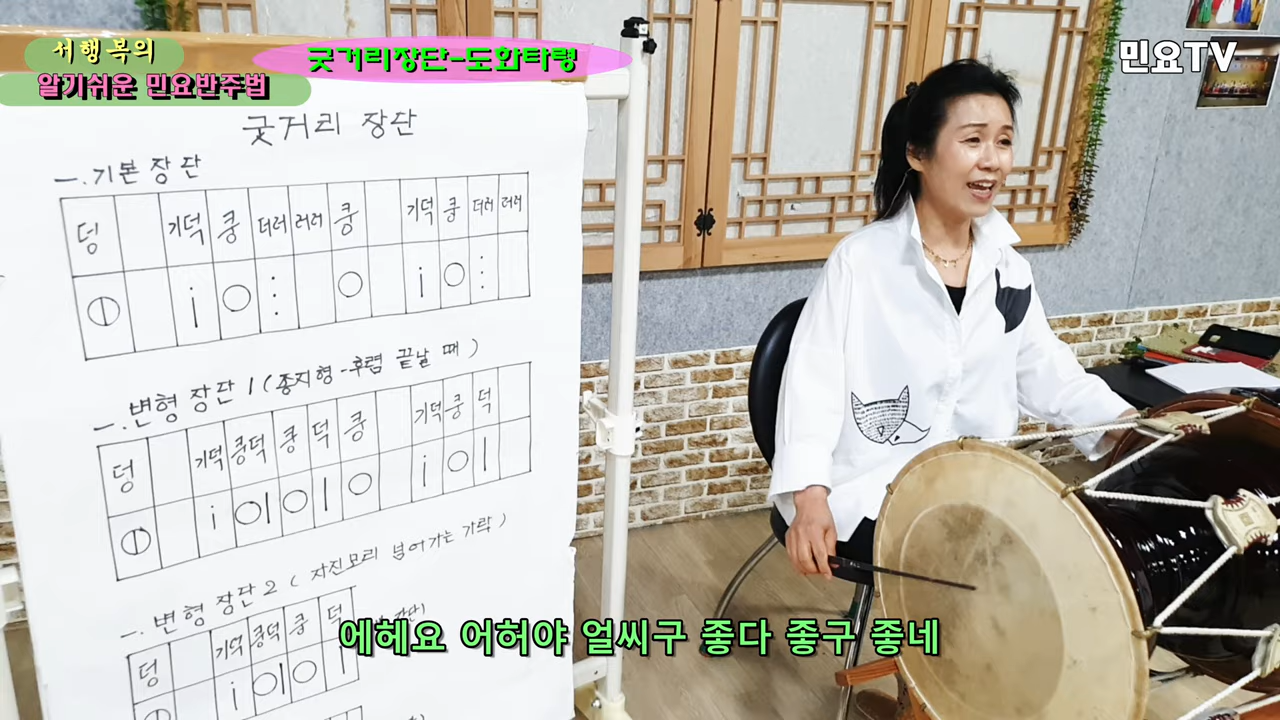 서행복의
알기쉬운 민요반주법
굿거리장단-도화타령
민요TV
굿거리 장단
一. 기본 장단
덩 기덕 쿵 더러 러러 쿵 기덕 쿵 더러 러러
一. 변형 장단 1 (종지형-후렴 끝날 때)
덩 기덕 쿵덕 쿵 덕 쿵 기덕 쿵 덕
一. 변형 장단 2 (자진모리 넘어가는 가락)
덩 기덕 쿵덕 쿵 덕
에헤요 어허야 얼씨구 좋다 좋구 좋네